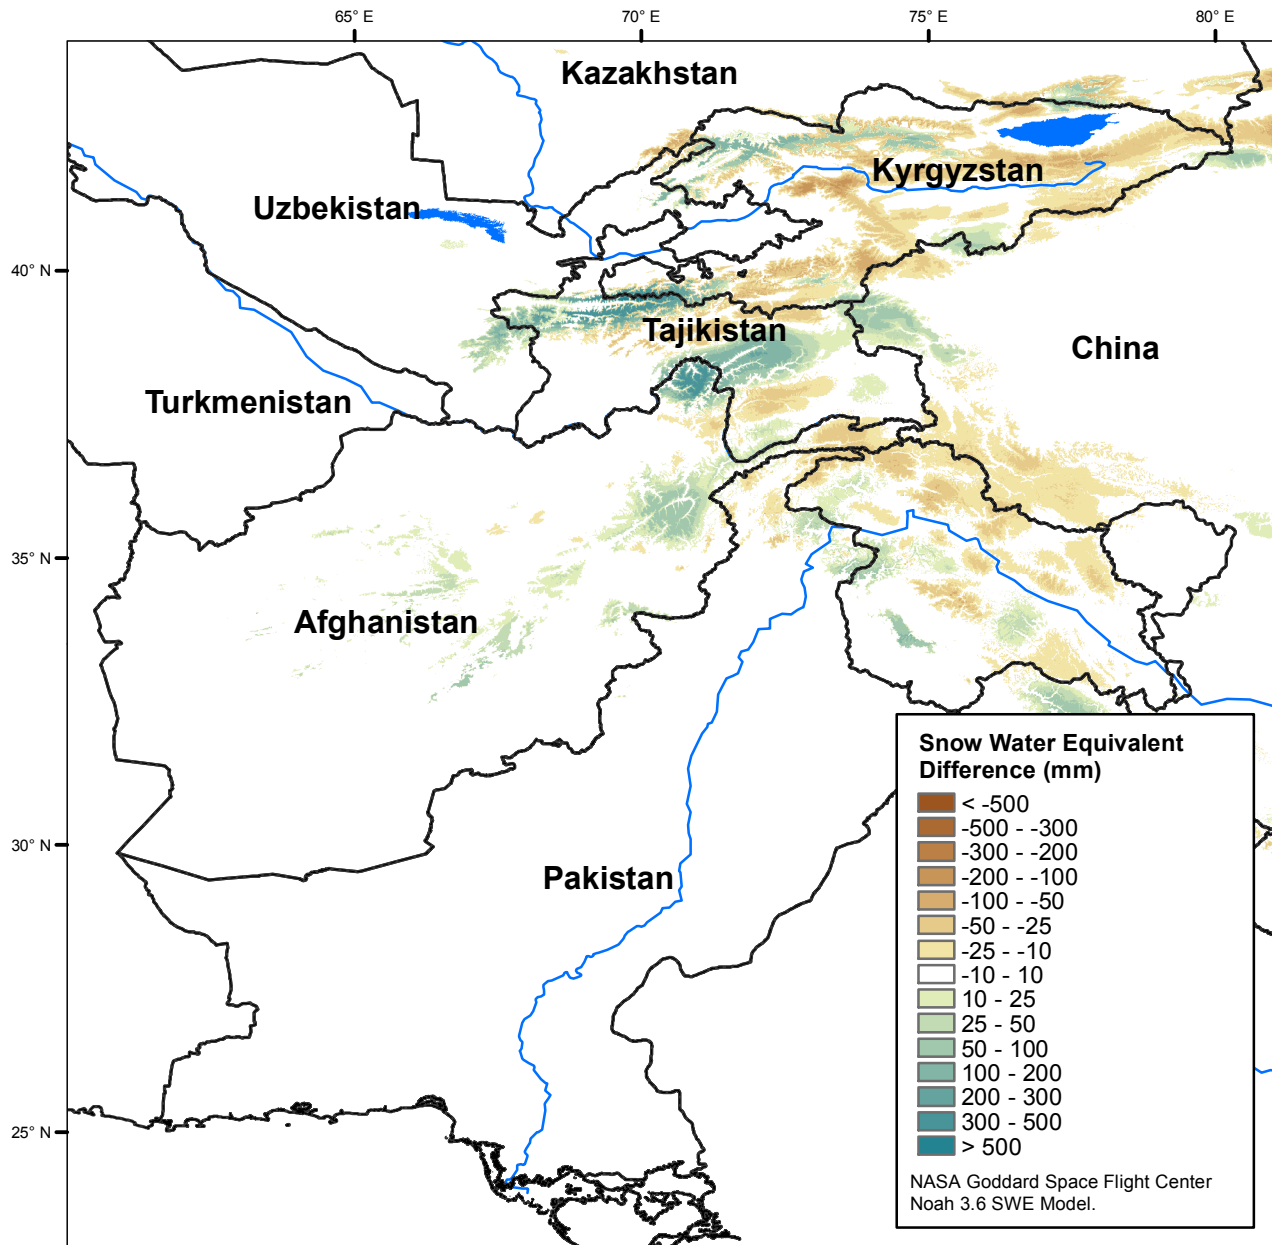 65° E
70° E
75° E
80° E
Kazakhstan
Kyrgyzstan
Uzbekistan
40° N
Tajikistan
China
Turkmenistan
35° N
Afghanistan
Snow Water Equivalent
Difference (mm)
< -500
-500 - -300
-300 - -200
-200 - -100
-100 - -50
-50 - -25
-25 - -10
-10 - 10
10 - 25
25 - 50
50 - 100
100 - 200
200 - 300
300 - 500
> 500
NASA Goddard Space Flight Center
Noah 3.6 SWE Model.
30° N
Pakistan
25° N